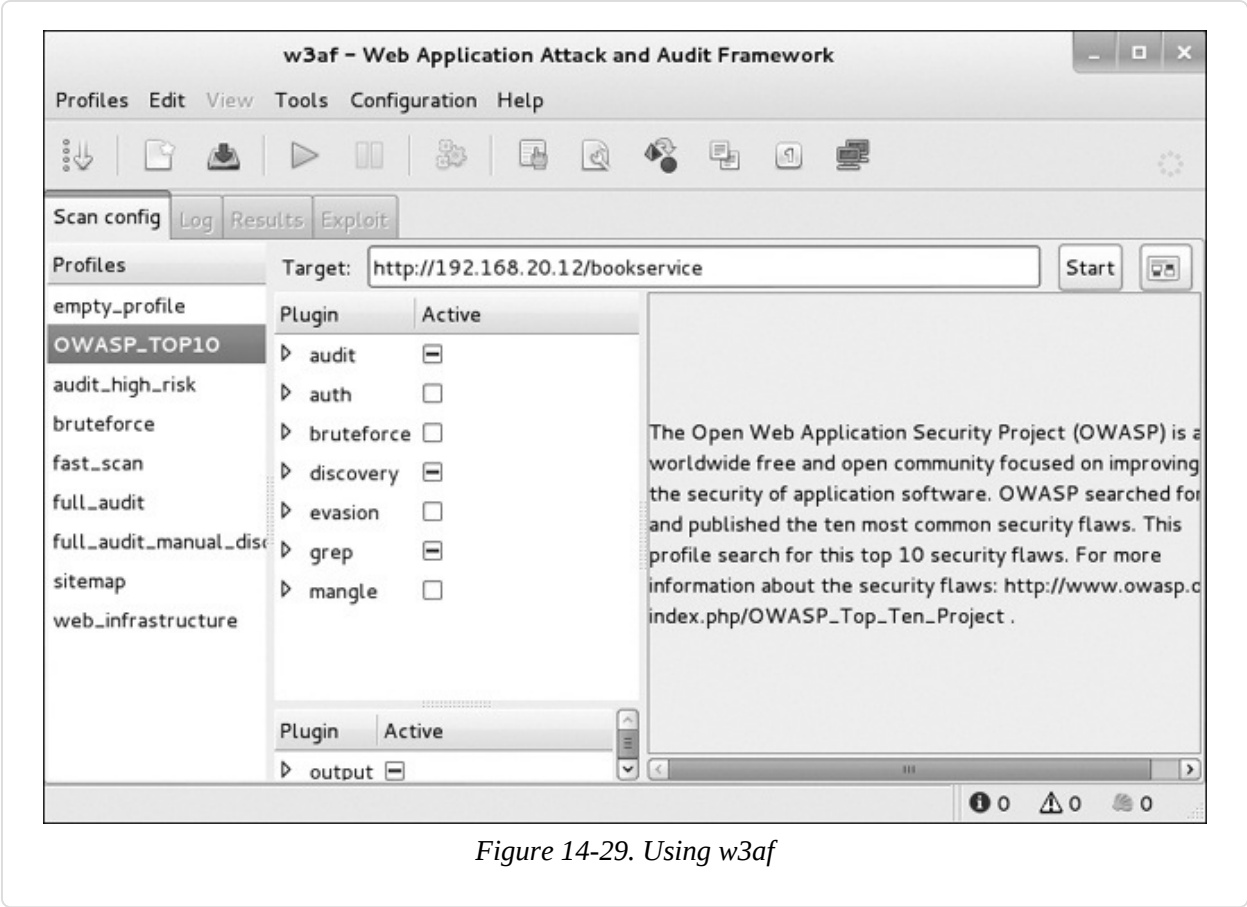 w3af – Web Application Attack and Audit Framework
Profiles Edit View Tools Configuration Help
Scan config Log Results Exploit
Profiles
empty_profile
OWASP_TOP10
audit_high_risk
bruteforce
fast_scan
full_audit
full_audit_manual_disc
sitemap
web_infrastructure
Target: http://192.168.20.12/bookservice Start
Plugin Active
audit
auth
bruteforce
discovery
evasion
grep
mangle
Plugin Active
output
The Open Web Application Security Project (OWASP) is a
worldwide free and open community focused on improving
the security of application software. OWASP searched for
and published the ten most common security flaws. This
profile search for this top 10 security flaws. For more
information about the security flaws: http://www.owasp.o
index.php/OWASP_Top_Ten_Project .
0 0 0
Figure 14-29. Using w3af